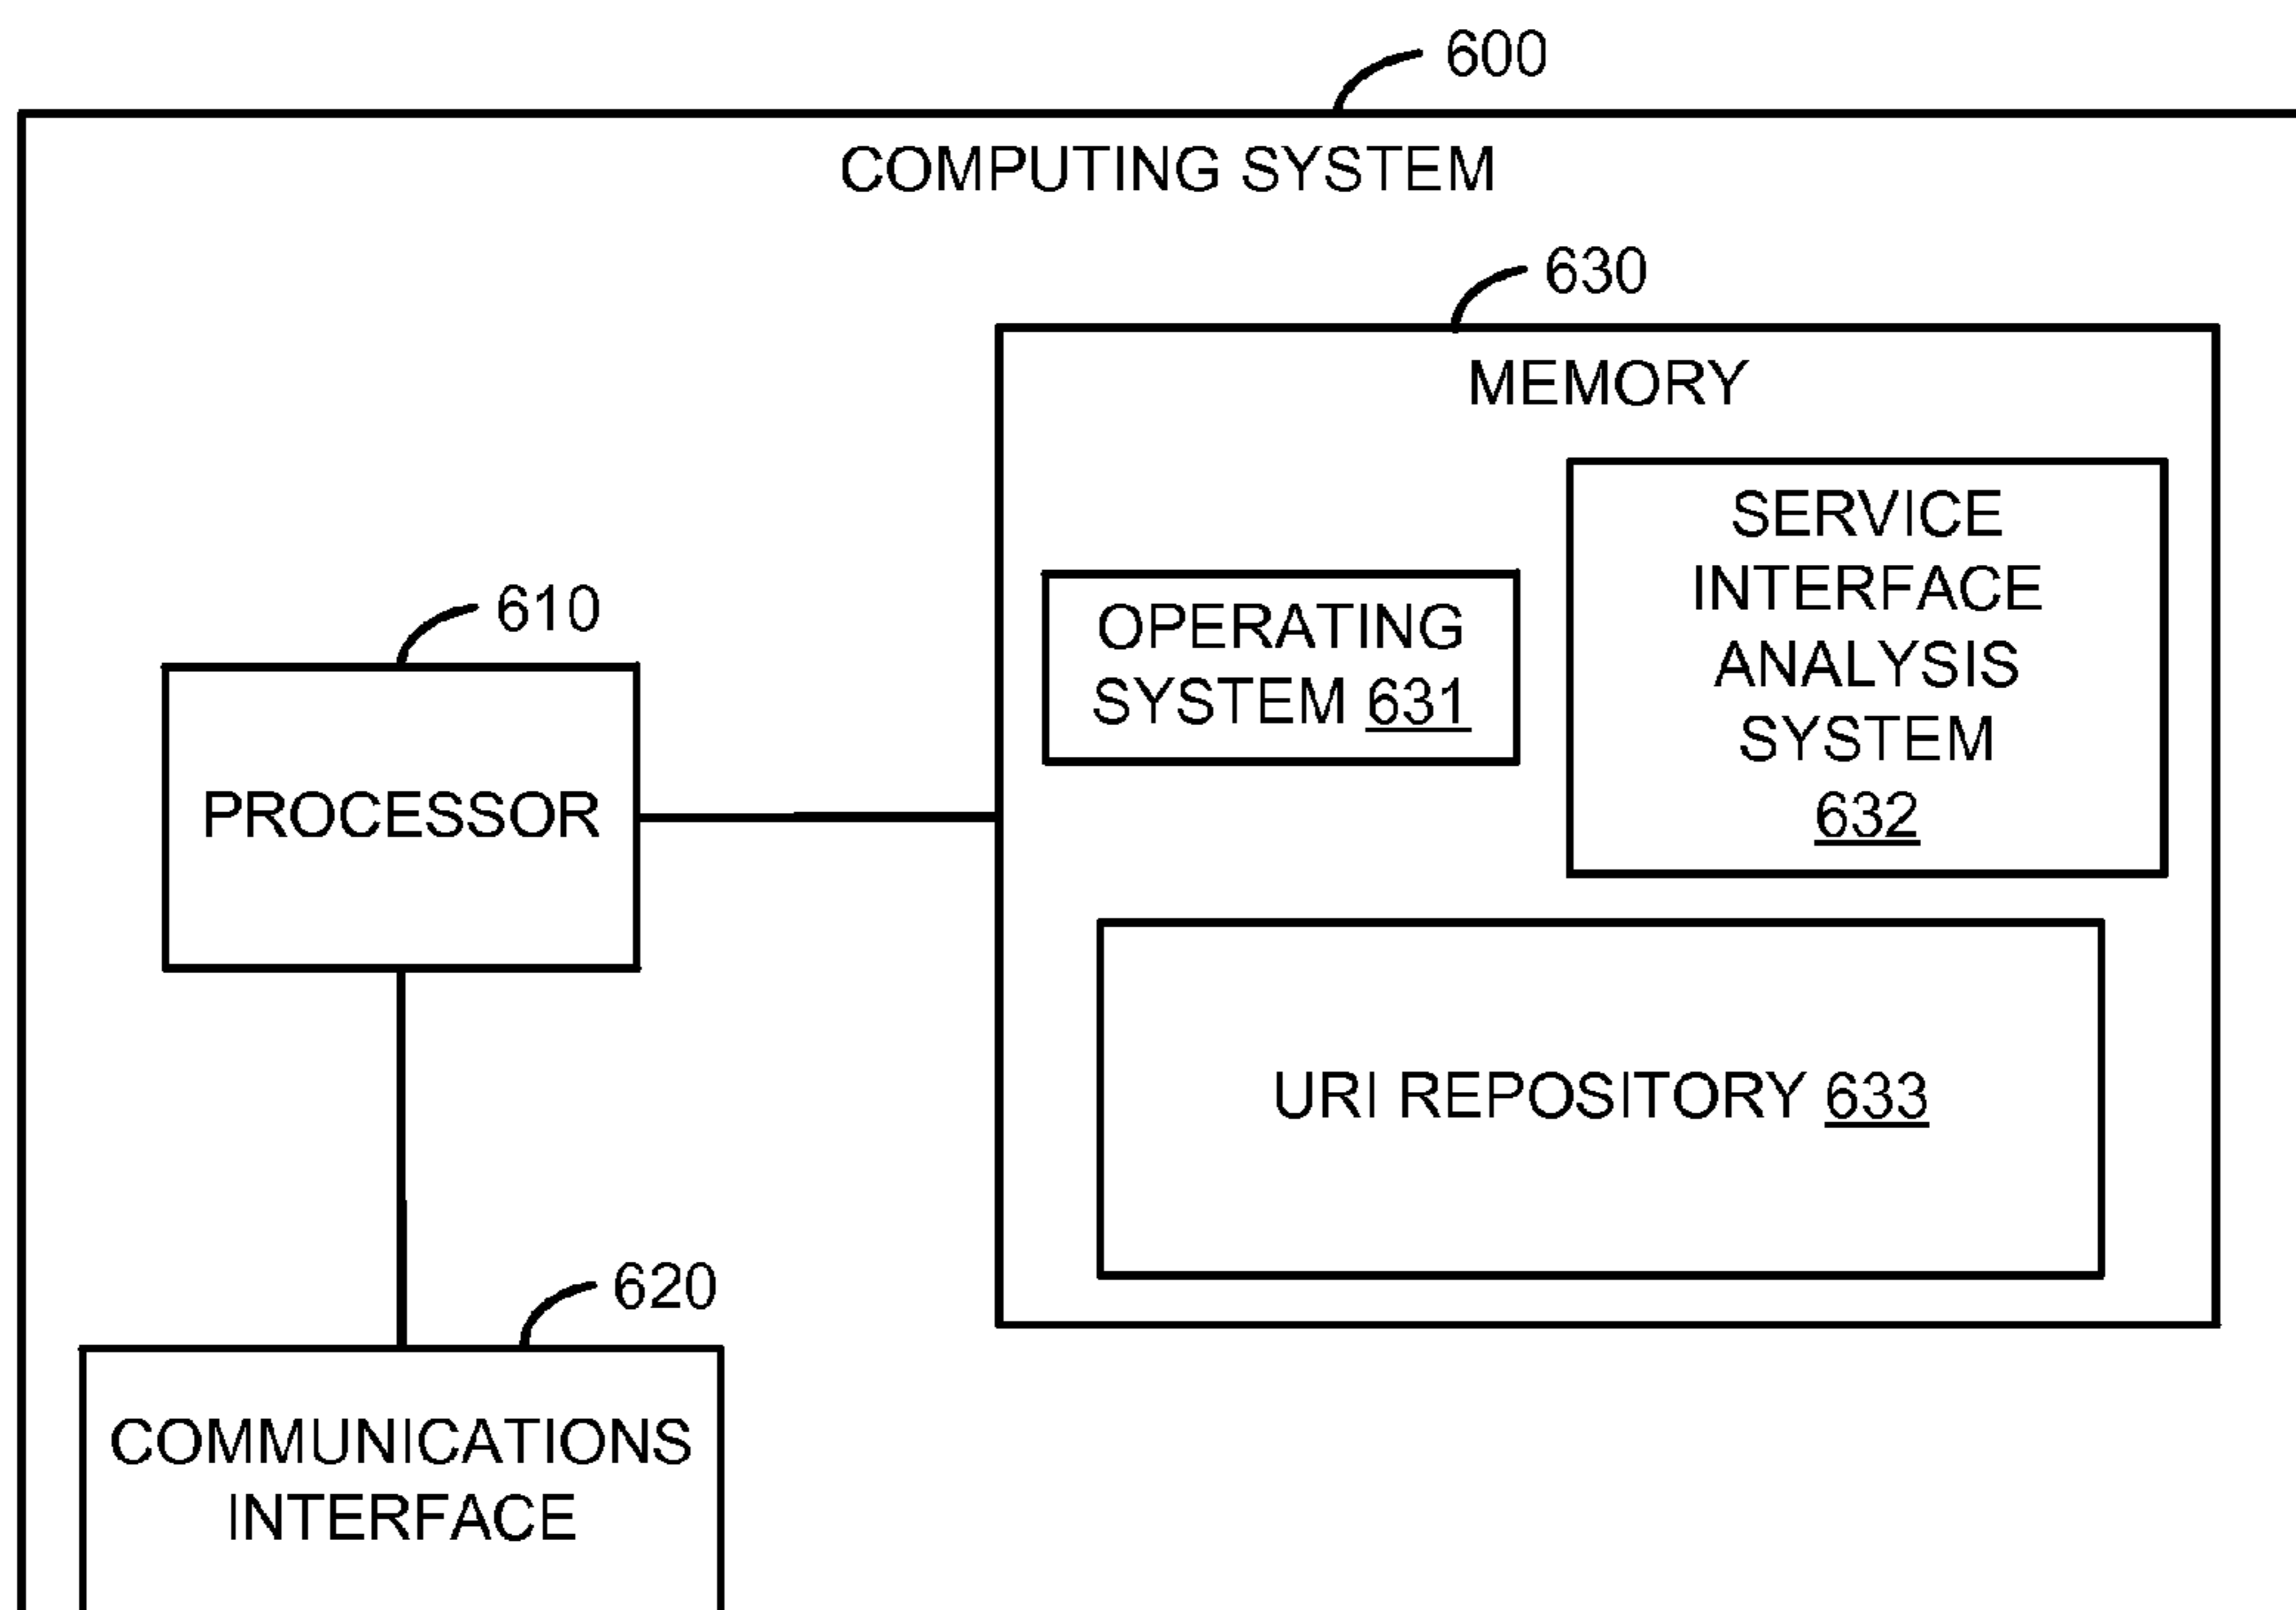 600
COMPUTING SYSTEM
630
MEMORY
SERVICE
INTERFACE
ANALYSIS
SYSTEM
632
OPERATING
SYSTEM 631
610
PROCESSOR
URI REPOSITORY 633
620
COMMUNICATIONS
INTERFACE